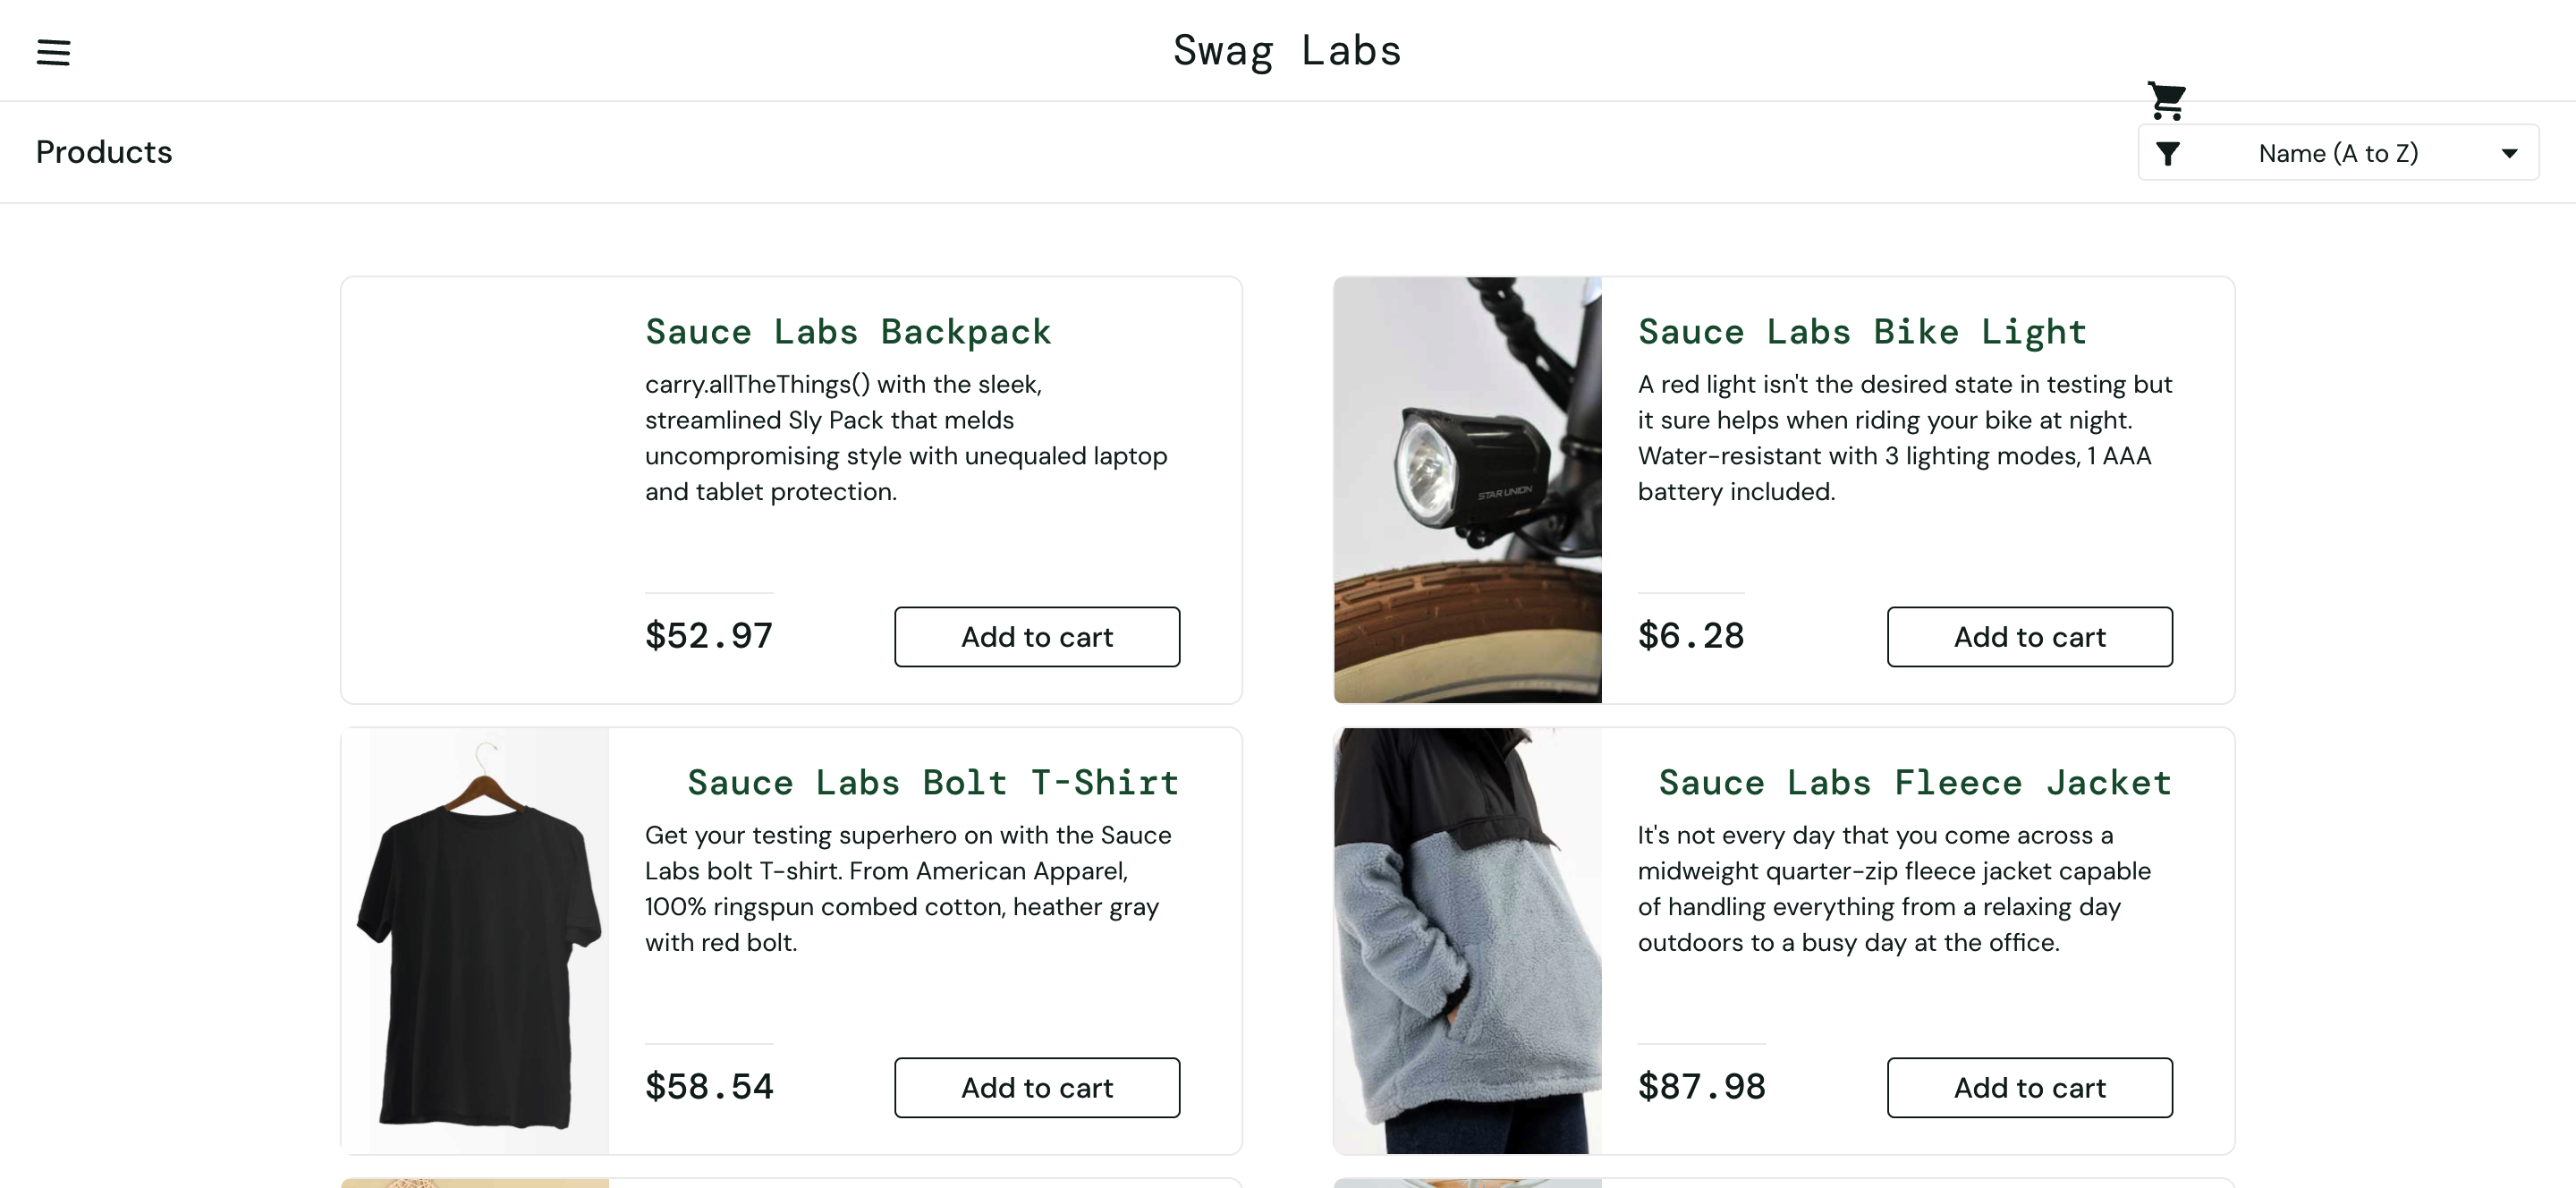 Swag Labs
Products
Name (A to Z)
Sauce Labs Backpack
carry.allTheThings() with the sleek,
streamlined Sly Pack that melds
uncompromising style with unequaled laptop
and tablet protection.
$52.97
Add to cart
Sauce Labs Bike Light
A red light isn't the desired state in testing but
it sure helps when riding your bike at night.
Water-resistant with 3 lighting modes, 1 AAA
battery included.
STAR UNION
$6.28
Add to cart
Sauce Labs Bolt T-Shirt
Get your testing superhero on with the Sauce
Labs bolt T-shirt. From American Apparel,
100% ringspun combed cotton, heather gray
with red bolt.
$58.54
Add to cart
Sauce Labs Fleece Jacket
It's not every day that you come across a
midweight quarter-zip fleece jacket capable
of handling everything from a relaxing day
outdoors to a busy day at the office.
$87.98
Add to cart